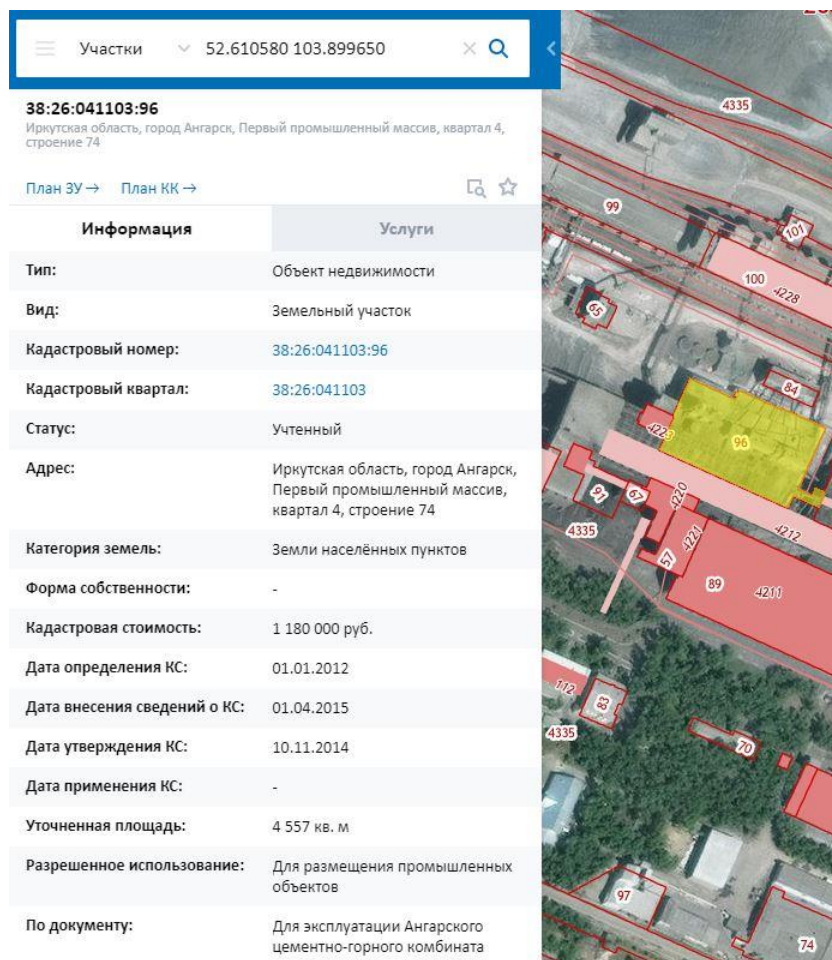 Участки 52.610580 103.899650
38:26:041103:96
Иркутская область, город Ангарск, Первый промышленный массив, квартал 4,
строение 74
План ЗУ → План КК →
Информация Услуги
Тип: Объект недвижимости
Вид: Земельный участок
Кадастровый номер: 38:26:041103:96
Кадастровый квартал: 38:26:041103
Статус: Учтенный
Адрес: Иркутская область, город Ангарск,
Первый промышленный массив,
квартал 4, строение 74
Категория земель: Земли населённых пунктов
Форма собственности: -
Кадастровая стоимость: 1 180 000 руб.
Дата определения КС: 01.01.2012
Дата внесения сведений о КС: 01.04.2015
Дата утверждения КС: 10.11.2014
Дата применения КС: -
Уточненная площадь: 4 557 кв. м
Разрешенное использование: Для размещения промышленных
объектов
По документу: Для эксплуатации Ангарского
цементно-горного комбината
4335
99
101
100
4228
65
84
4223
96
91
67
4220
4335
4221
4212
57
89
4211
112
83
4335
70
97
74